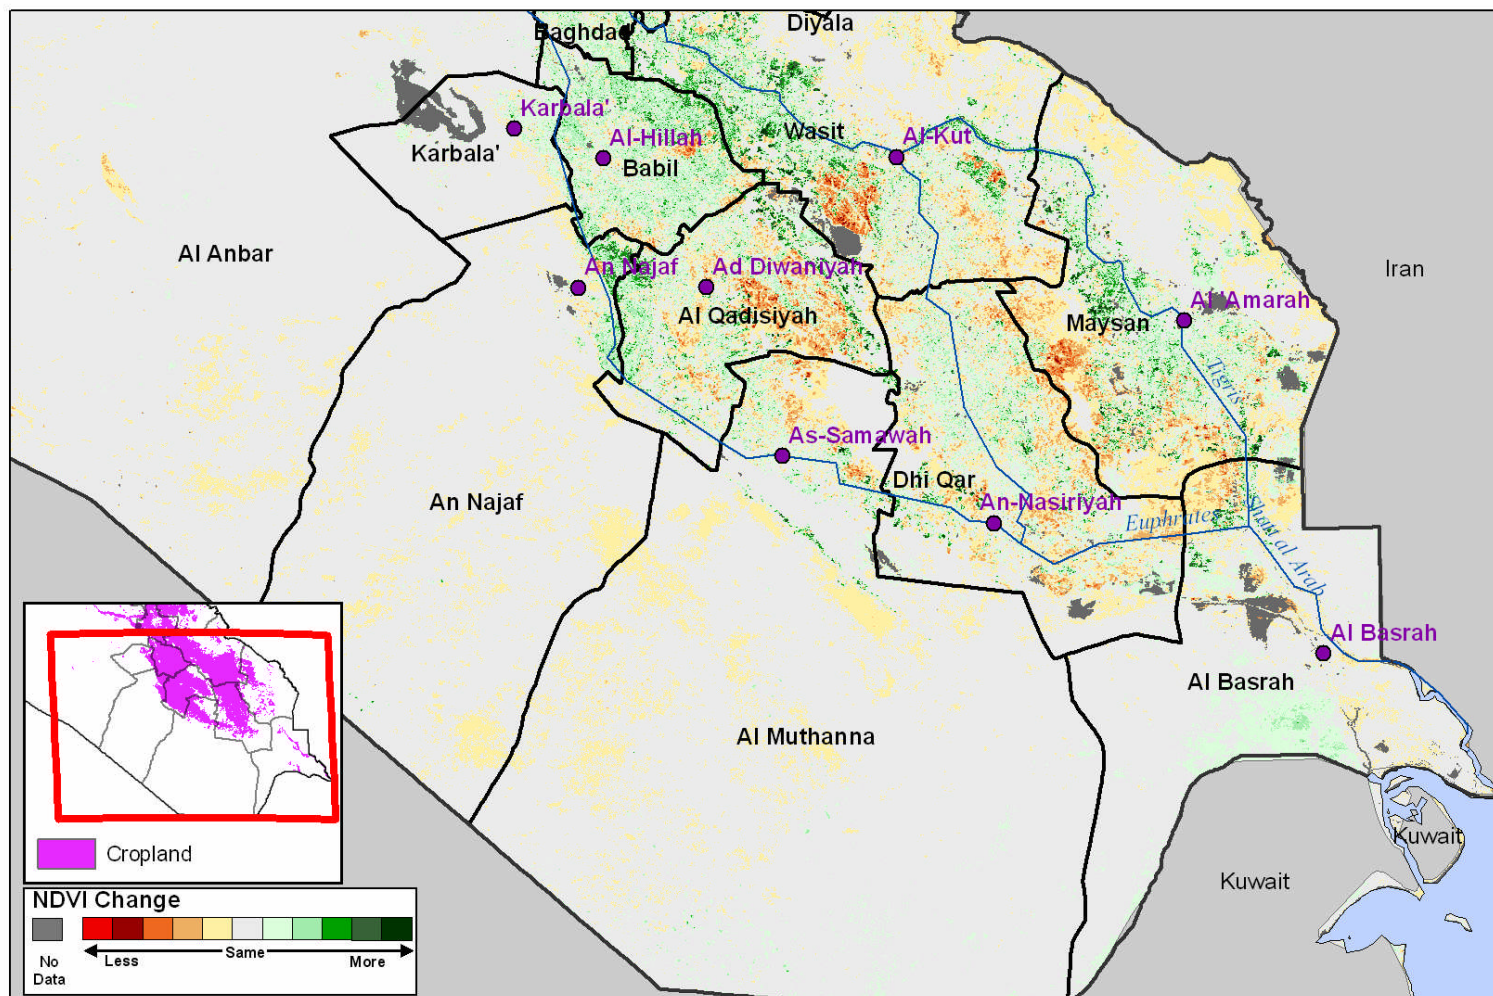 Diyala
Baghdad
Karbala'
Wasit
Al-Kut
Al-Hillah
Karbala'
Babil
Al Anbar
An Najaf
Ad Diwaniyah
Iran
Al 'Amarah
Al Qadisiyah
Maysan
Tigris
As-Samawah
An Najaf
Dhi Qar
An-Nasiriyah
Euphrutes
Shatt al Arab
Al Basrah
Al Basrah
Al Muthanna
Kuwait
Kuwait
Cropland
NDVI Change
No Data
Less
Same
More